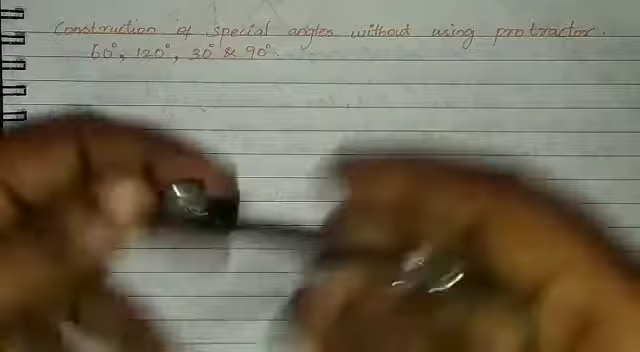 Construction of special angles without using protractor.
60°, 120°, 30° & 90°.